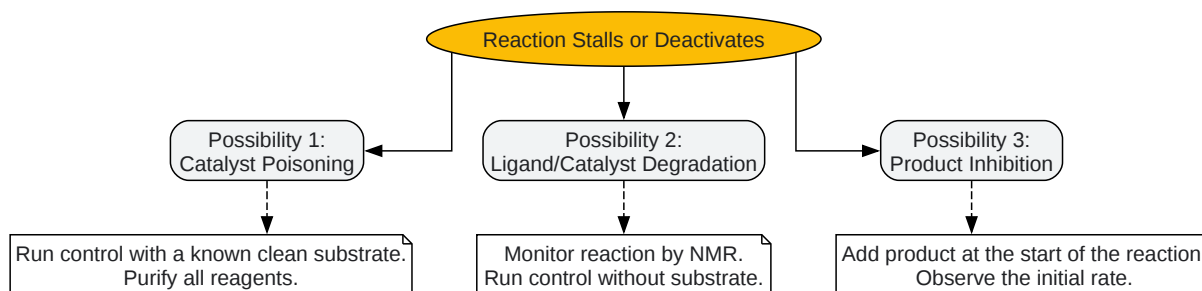 Reaction Stalls or Deactivates
Possibility 1:
Catalyst Poisoning
Possibility 2:
Ligand/Catalyst Degradation
Possibility 3:
Product Inhibition
Run control with a known clean substrate.
Purify all reagents.
Monitor reaction by NMR.
Run control without substrate.
Add product at the start of the reaction
Observe the initial rate.